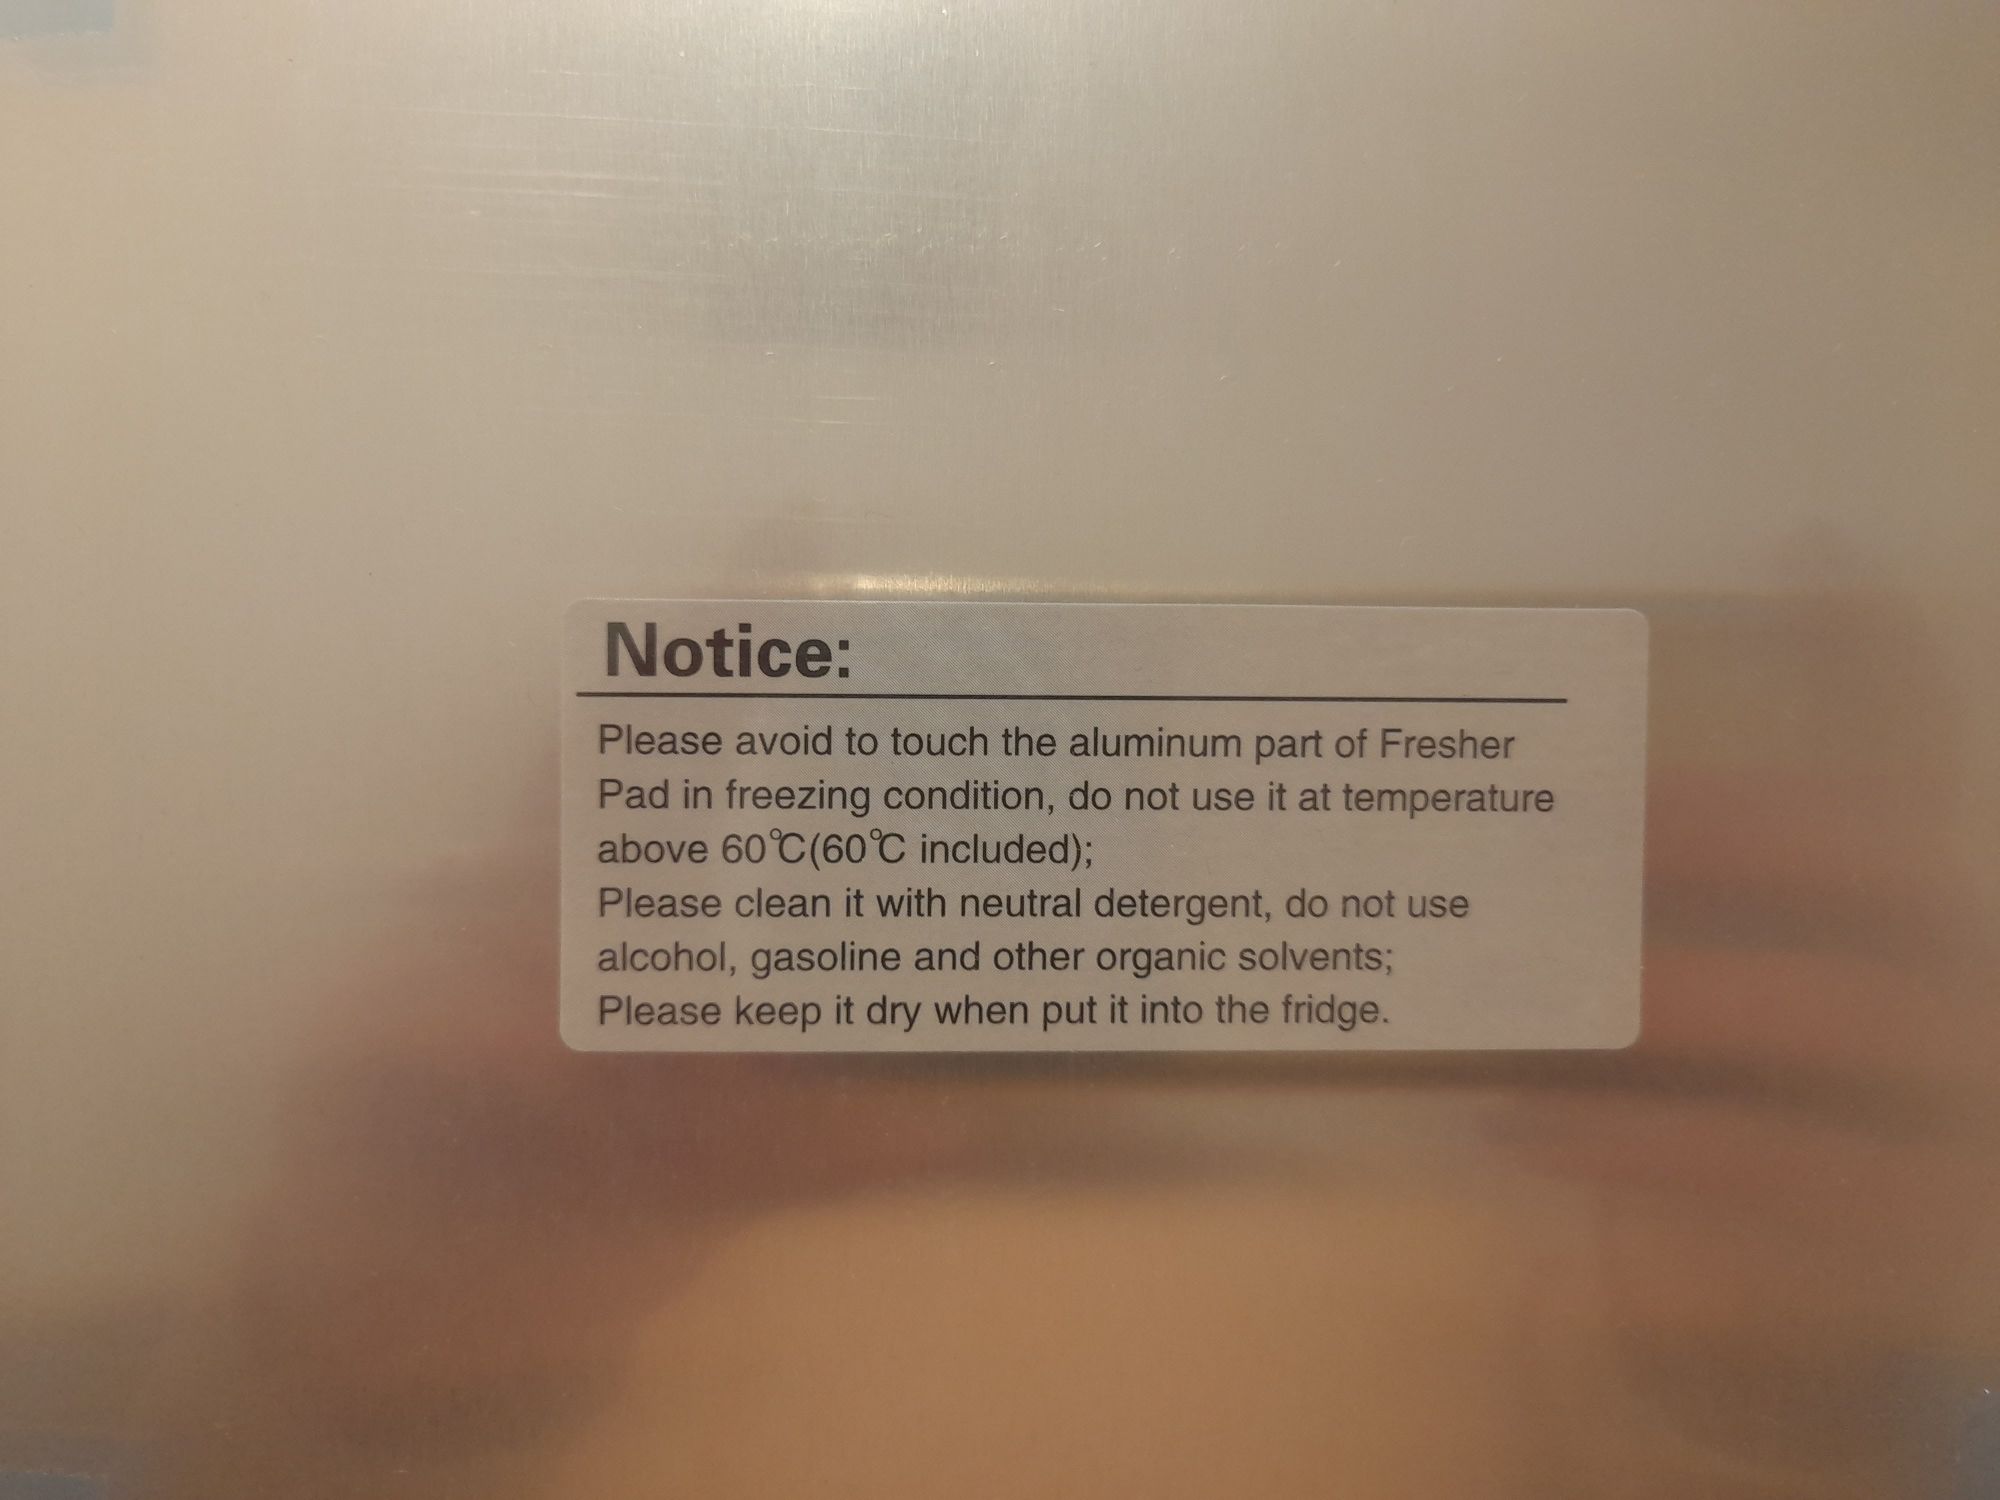 Notice:
Please avoid to touch the aluminum part of Fresher
Pad in freezing condition, do not use it at temperature
above 60℃(60℃ included);
Please clean it with neutral detergent, do not use
alcohol, gasoline and other organic solvents;
Please keep it dry when put it into the fridge.